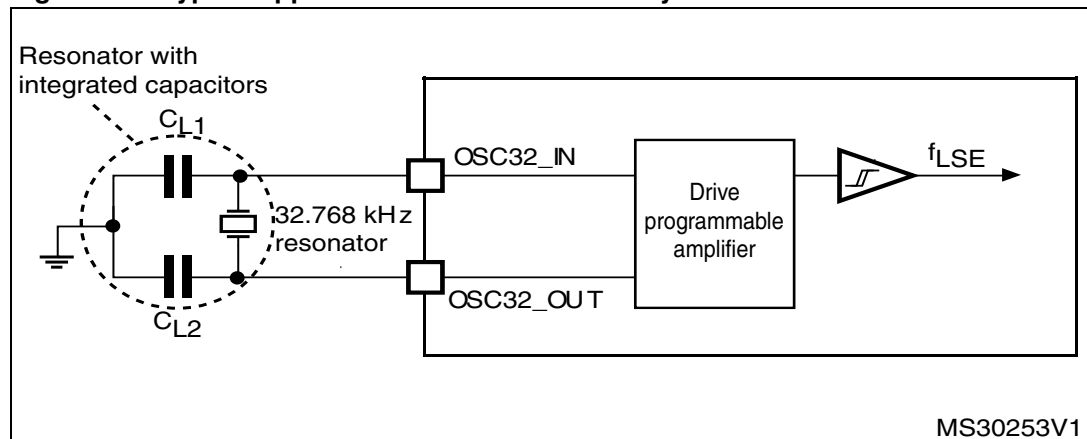 Resonator with
integrated capacitors
CL1
OSC32_IN
fLSE
Drive
programmable
amplifier
32.768 kHz
resonator
OSC32_OUT
CL2
MS30253V1